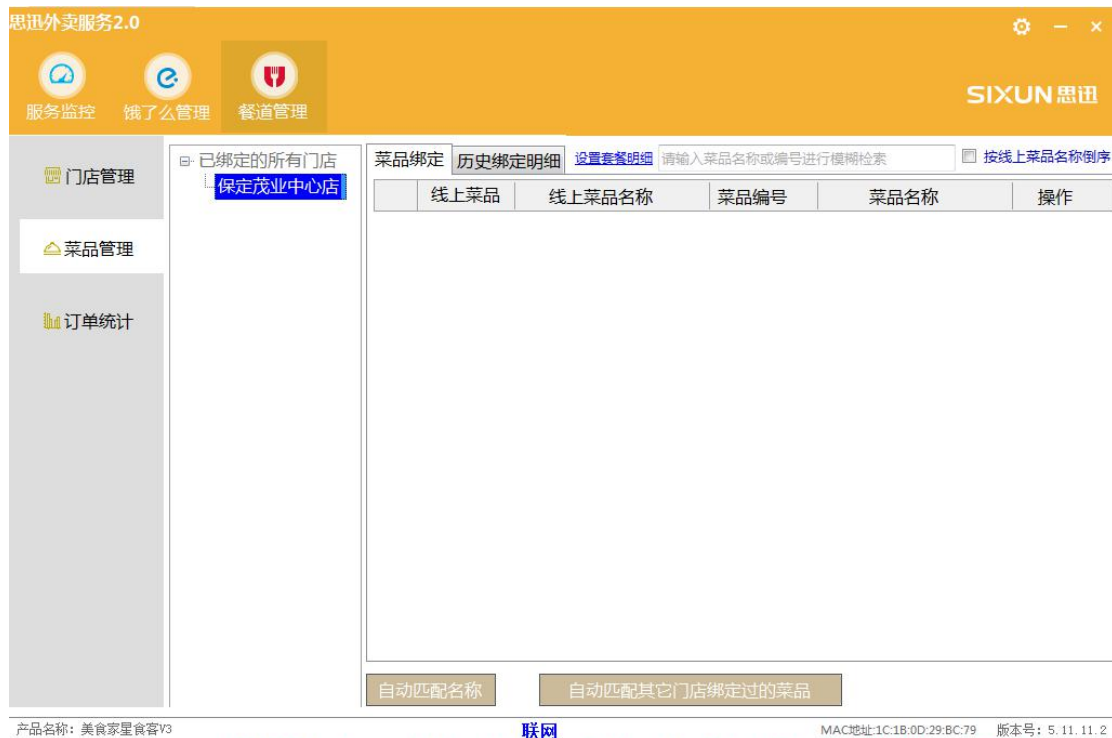 思迅外卖服务2.0
服务监控 饿了么管理 餐道管理
SIXUN思迅
门店管理
菜品管理
订单统计
已绑定的所有门店
保定茂业中心店
菜品绑定 历史绑定明细 设置套餐明细 请输入菜品名称或编号进行模糊检索 按线上菜品名称倒序
线上菜品 线上菜品名称 菜品编号 菜品名称 操作
自动匹配名称 自动匹配其它门店绑定过的菜品
产品名称: 美食家星食客V3 联网 MAC地址:1C:1B:0D:29:BC:79 版本号: 5.11.11.2